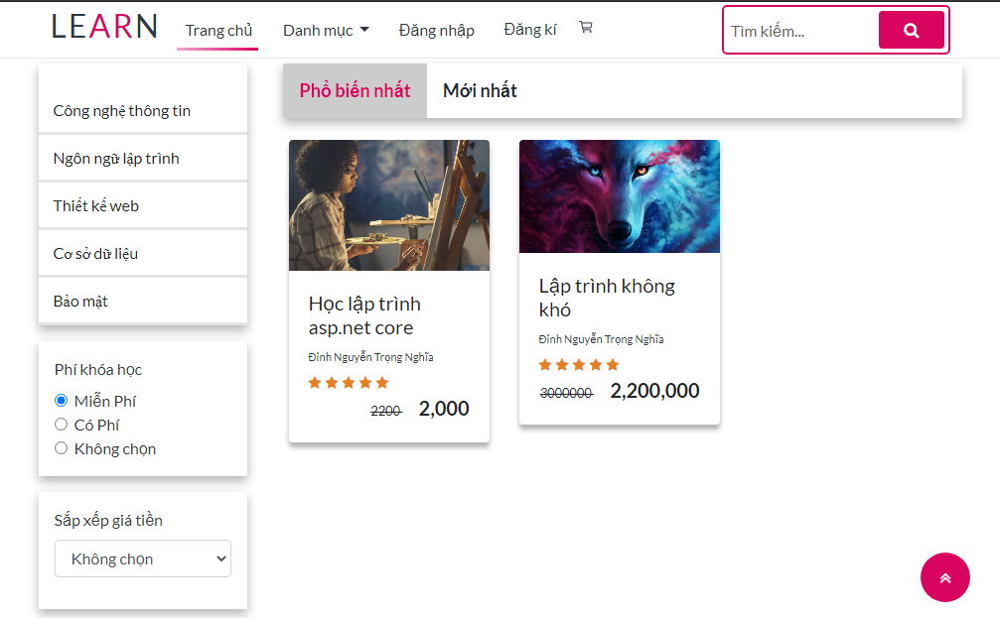 LEARN
Trang chủ
Danh mục
Đăng nhập
Đăng kí
Tìm kiếm...
Công nghệ thông tin
Ngôn ngữ lập trình
Thiết kế web
Cơ sở dữ liệu
Bảo mật
Phí khóa học
Miễn Phí
Có Phí
Không chọn
Sắp xếp giá tiền
Không chọn
Phổ biến nhất
Mới nhất
Học lập trình
asp.net core
Đinh Nguyễn Trọng Nghĩa
2200 2,000
Lập trình không
khó
Đinh Nguyễn Trọng Nghĩa
3000000 2,200,000